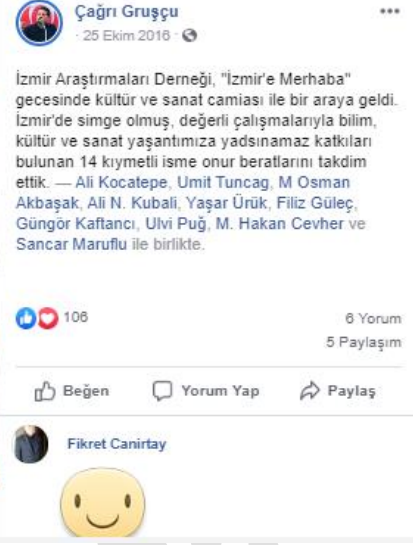 Çağrı Gruşçu
25 Ekim 2016
İzmir Araştırmaları Derneği, "İzmir'e Merhaba"
gecesinde kültür ve sanat camiası ile bir araya geldi.
İzmir'de simge olmuş, değerli çalışmalarıyla bilim,
kültür ve sanat yaşantımıza yadsınamaz katkıları
bulunan 14 kıymetli isme onur beratlarını takdim
ettik. — Ali Kocatepe, Umit Tuncag, M Osman
Akbaşak, Ali N. Kubali, Yaşar Ürük, Filiz Güleç,
Güngör Kaftancı, Ulvi Puğ, M. Hakan Cevher ve
Sancar Maruflu ile birlikte.
106
6 Yorum
5 Paylaşım
Beğen Yorum Yap Paylaş
Fikret Canirtay